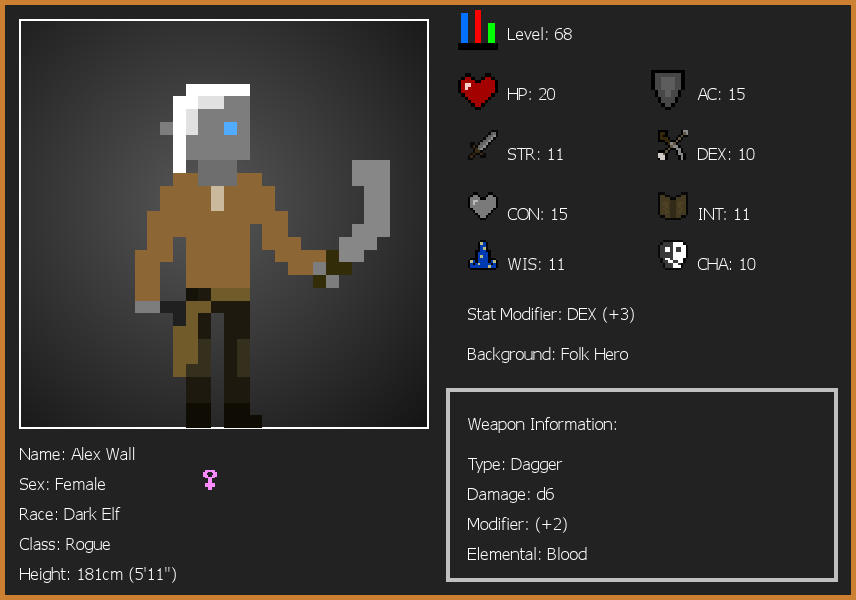 Level: 68
HP: 20
AC: 15
STR: 11
DEX: 10
CON: 15
INT: 11
WIS: 11
CHA: 10
Stat Modifier: DEX (+3)
Background: Folk Hero
Weapon Information:
Type: Dagger
Damage: d6
Modifier: (+2)
Elemental: Blood
Name: Alex Wall
Sex: Female
Race: Dark Elf
Class: Rogue
Height: 181cm (5'11")